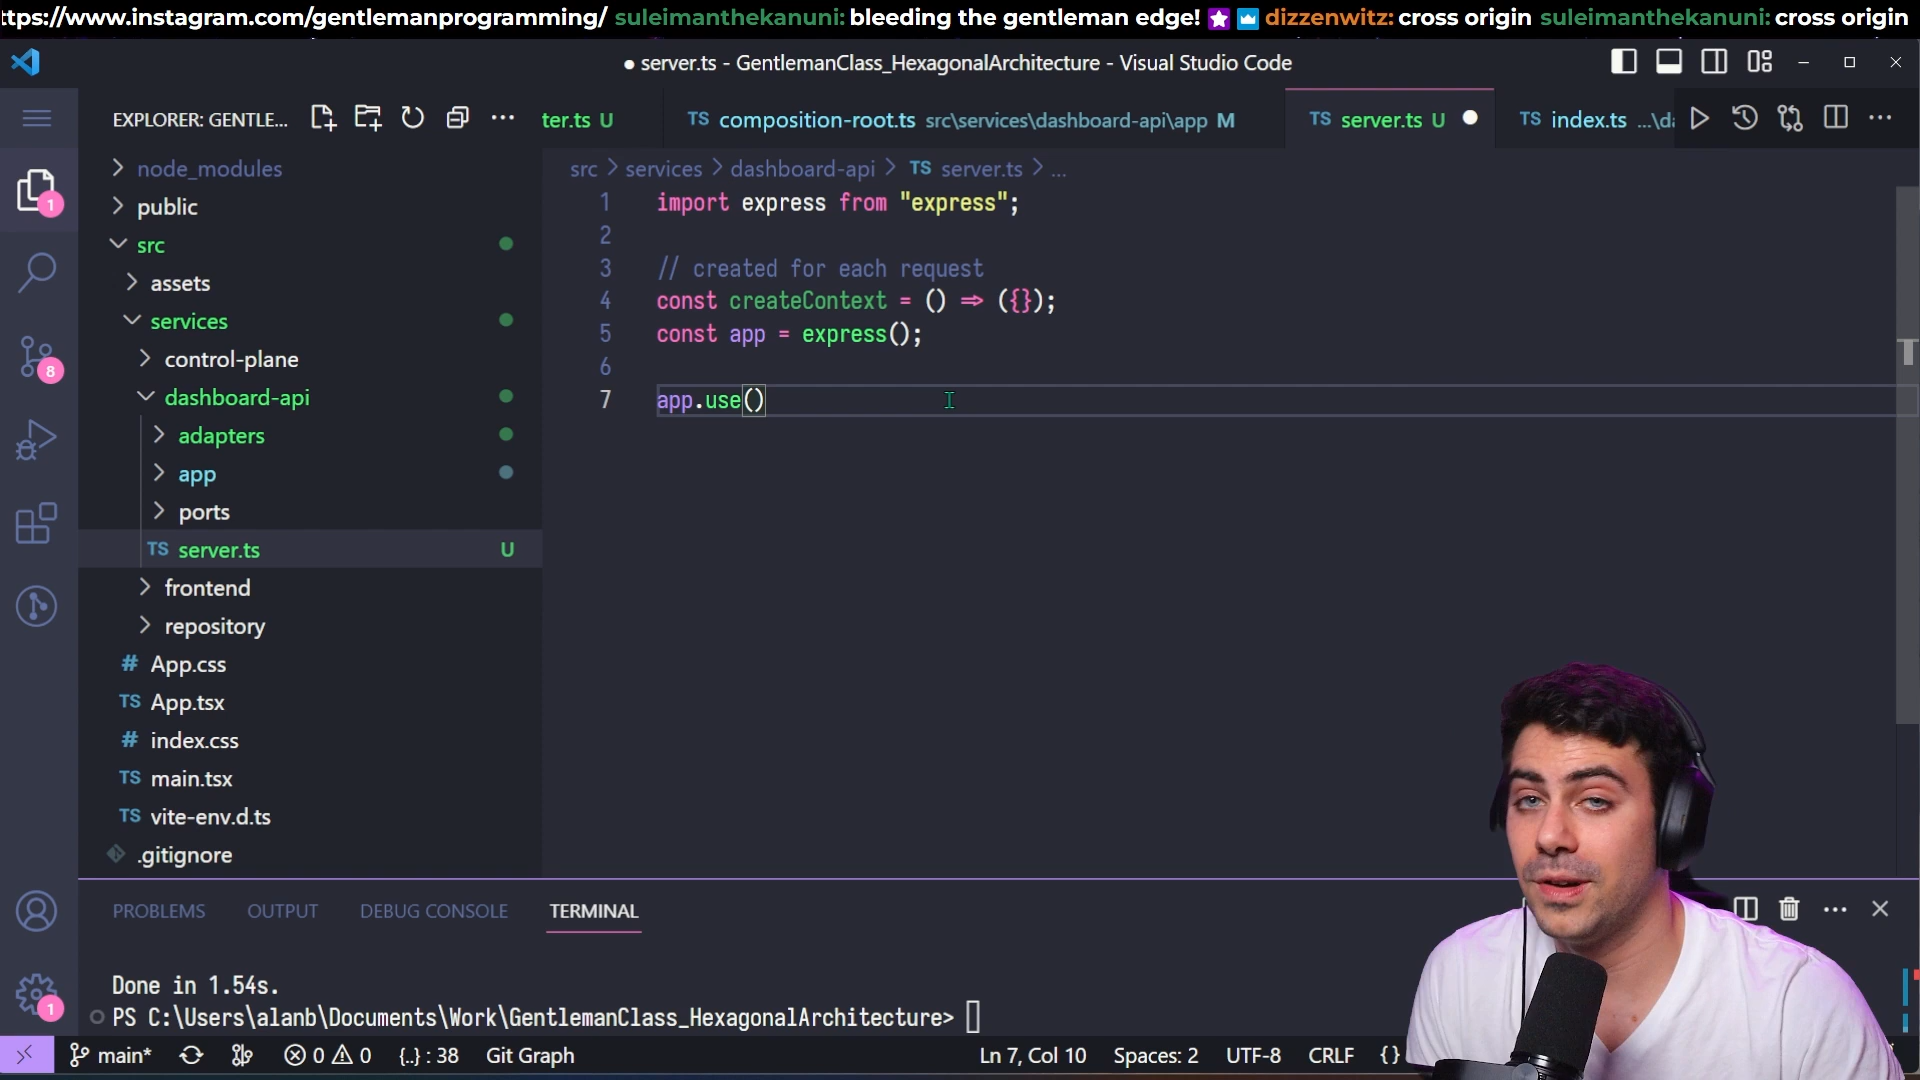 ttps://www.instagram.com/gentlemanprogramming/ suleimanthekanuni: bleeding the gentleman edge! dizzenwitz: cross origin suleimanthekanuni: cross origin
● server.ts - GentlemanClass_HexagonalArchitecture - Visual Studio Code
EXPLORER: GENTLE... ter.ts U TS composition-root.ts src\services\dashboard-api\app M TS server.ts U TS index.ts ...\da
src > services > dashboard-api > TS server.ts > ...
node_modules
public
src
assets
services
control-plane
dashboard-api
adapters
app
ports
TS server.ts U
frontend
repository
# App.css
TS App.tsx
# index.css
TS main.tsx
TS vite-env.d.ts
.gitignore
1 import express from "express";
2
3 // created for each request
4 const createContext = () => ({});
5 const app = express();
6
7 app.use()
1
8
1
PROBLEMS OUTPUT DEBUG CONSOLE TERMINAL
Done in 1.54s.
PS C:\Users\alanb\Documents\Work\GentlemanClass_HexagonalArchitecture>
main* 0 0 {..} : 38 Git Graph Ln 7, Col 10 Spaces: 2 UTF-8 CRLF {}